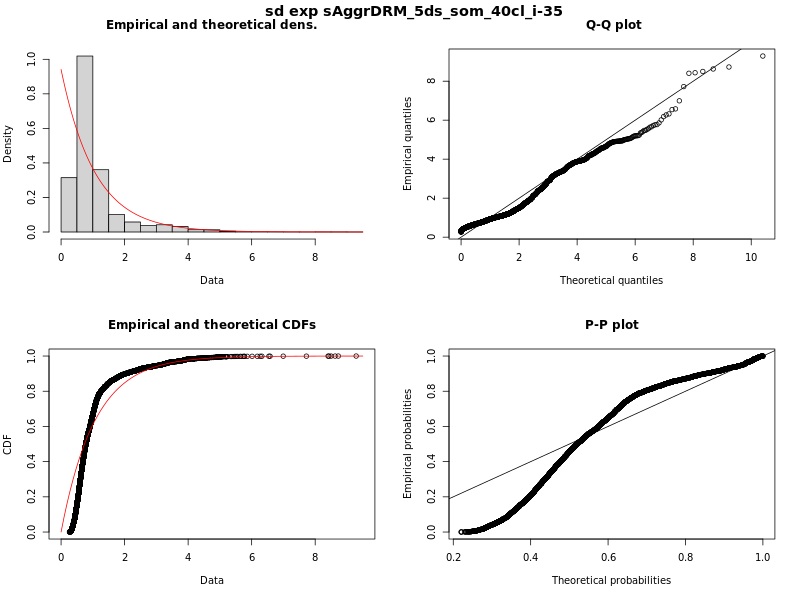 sd exp sAggrDRM_5ds_som_40cl_i-35
Empirical and theoretical dens.
Density
0.0 0.2 0.4 0.6 0.8 1.0
0 2 4 6 8
Data
Q-Q plot
Empirical quantiles
0 2 4 6 8
0 2 4 6 8 10
Theoretical quantiles
Empirical and theoretical CDFs
CDF
0.0 0.2 0.4 0.6 0.8 1.0
0 2 4 6 8
Data
P-P plot
Empirical probabilities
0.0 0.2 0.4 0.6 0.8 1.0
0.2 0.4 0.6 0.8 1.0
Theoretical probabilities